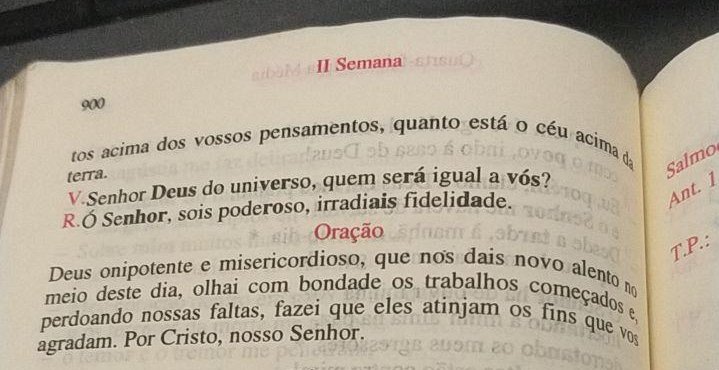 II Semana
900
tos acima dos vossos pensamentos, quanto está o céu acima da
terra.
V. Senhor Deus do universo, quem será igual a vós?
R. Ó Senhor, sois poderoso, irradiais fidelidade.
Oração
Deus onipotente e misericordioso, que nos dais novo alento no
meio deste dia, olhai com bondade os trabalhos começados e,
perdoando nossas faltas, fazei que eles atinjam os fins que vos
agradam. Por Cristo, nosso Senhor.
Salmo
Ant. 1
T.P.: